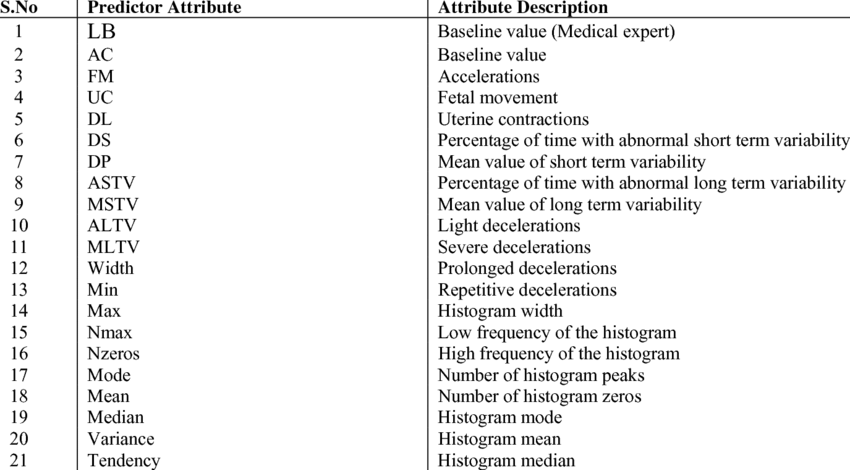 S.No Predictor Attribute Attribute Description
1 LB Baseline value (Medical expert)
2 AC Baseline value
3 FM Accelerations
4 UC Fetal movement
5 DL Uterine contractions
6 DS Percentage of time with abnormal short term variability
7 DP Mean value of short term variability
8 ASTV Percentage of time with abnormal long term variability
9 MSTV Mean value of long term variability
10 ALTV Light decelerations
11 MLTV Severe decelerations
12 Width Prolonged decelerations
13 Min Repetitive decelerations
14 Max Histogram width
15 Nmax Low frequency of the histogram
16 Nzeros High frequency of the histogram
17 Mode Number of histogram peaks
18 Mean Number of histogram zeros
19 Median Histogram mode
20 Variance Histogram mean
21 Tendency Histogram median